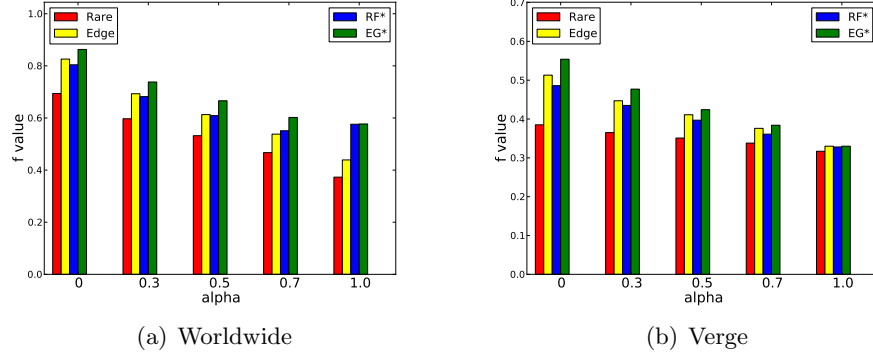 Rare
Edge
RF*
EG*
1.0
0.8
0.6
0.4
0.2
0.0
f value
0 0.3 0.5 0.7 1.0
alpha
(a) Worldwide
Rare
Edge
RF*
EG*
0.7
0.6
0.5
0.4
0.3
0.2
0.1
0.0
f value
0 0.3 0.5 0.7 1.0
alpha
(b) Verge